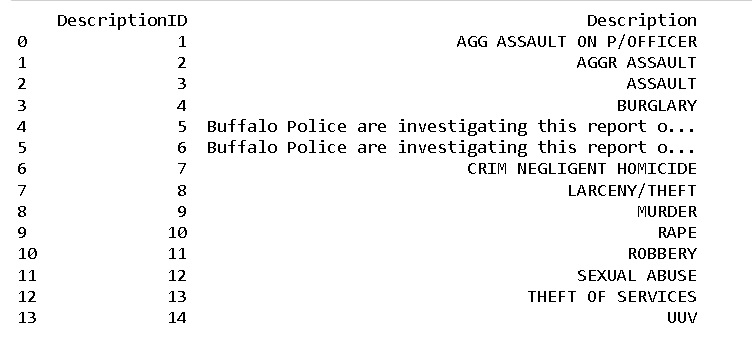 DescriptionID Description
0 1 AGG ASSAULT ON P/OFFICER
1 2 AGGR ASSAULT
2 3 ASSAULT
3 4 BURGLARY
4 5 Buffalo Police are investigating this report o...
5 6 Buffalo Police are investigating this report o...
6 7 CRIM NEGLIGENT HOMICIDE
7 8 LARCENY/THEFT
8 9 MURDER
9 10 RAPE
10 11 ROBBERY
11 12 SEXUAL ABUSE
12 13 THEFT OF SERVICES
13 14 UUV